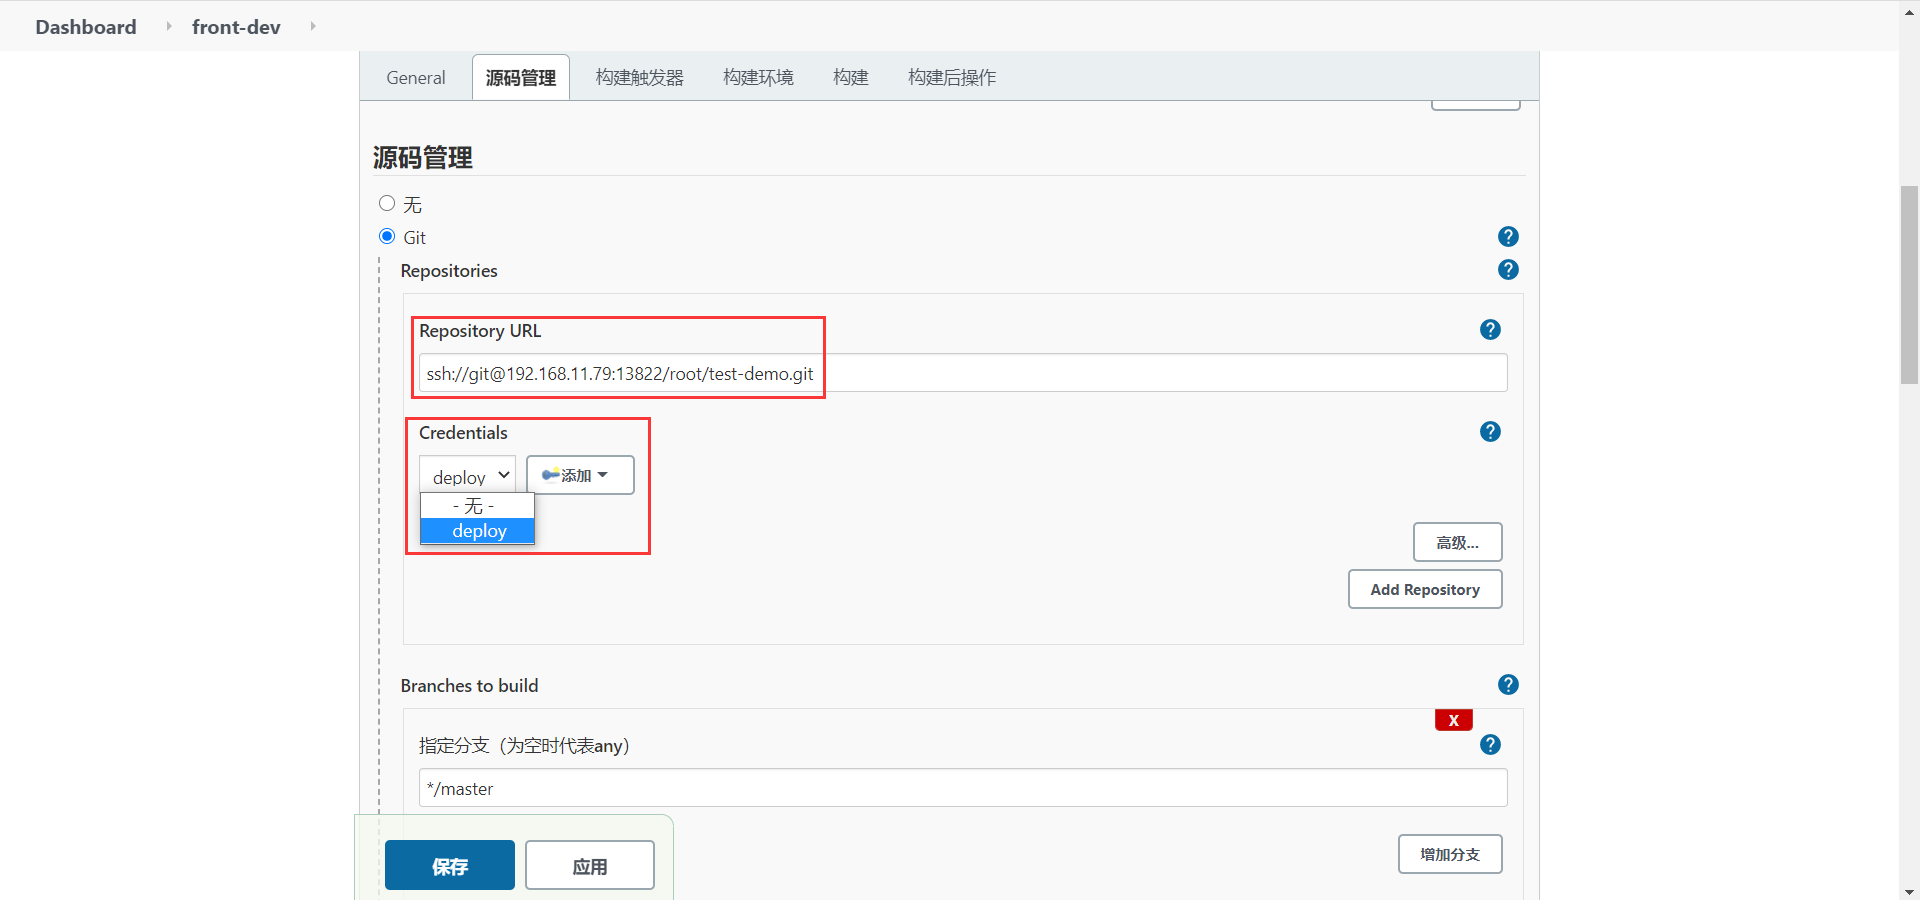 Dashboard front-dev
General 源码管理 构建触发器 构建环境 构建 构建后操作
源码管理
无
Git
?
Repositories
?
Repository URL
?
ssh://git@192.168.11.79:13822/root/test-demo.git
Credentials
?
deploy 添加
- 无 -
deploy
高级...
Add Repository
Branches to build
?
X
指定分支（为空时代表any）
?
*/master
增加分支
保存 应用